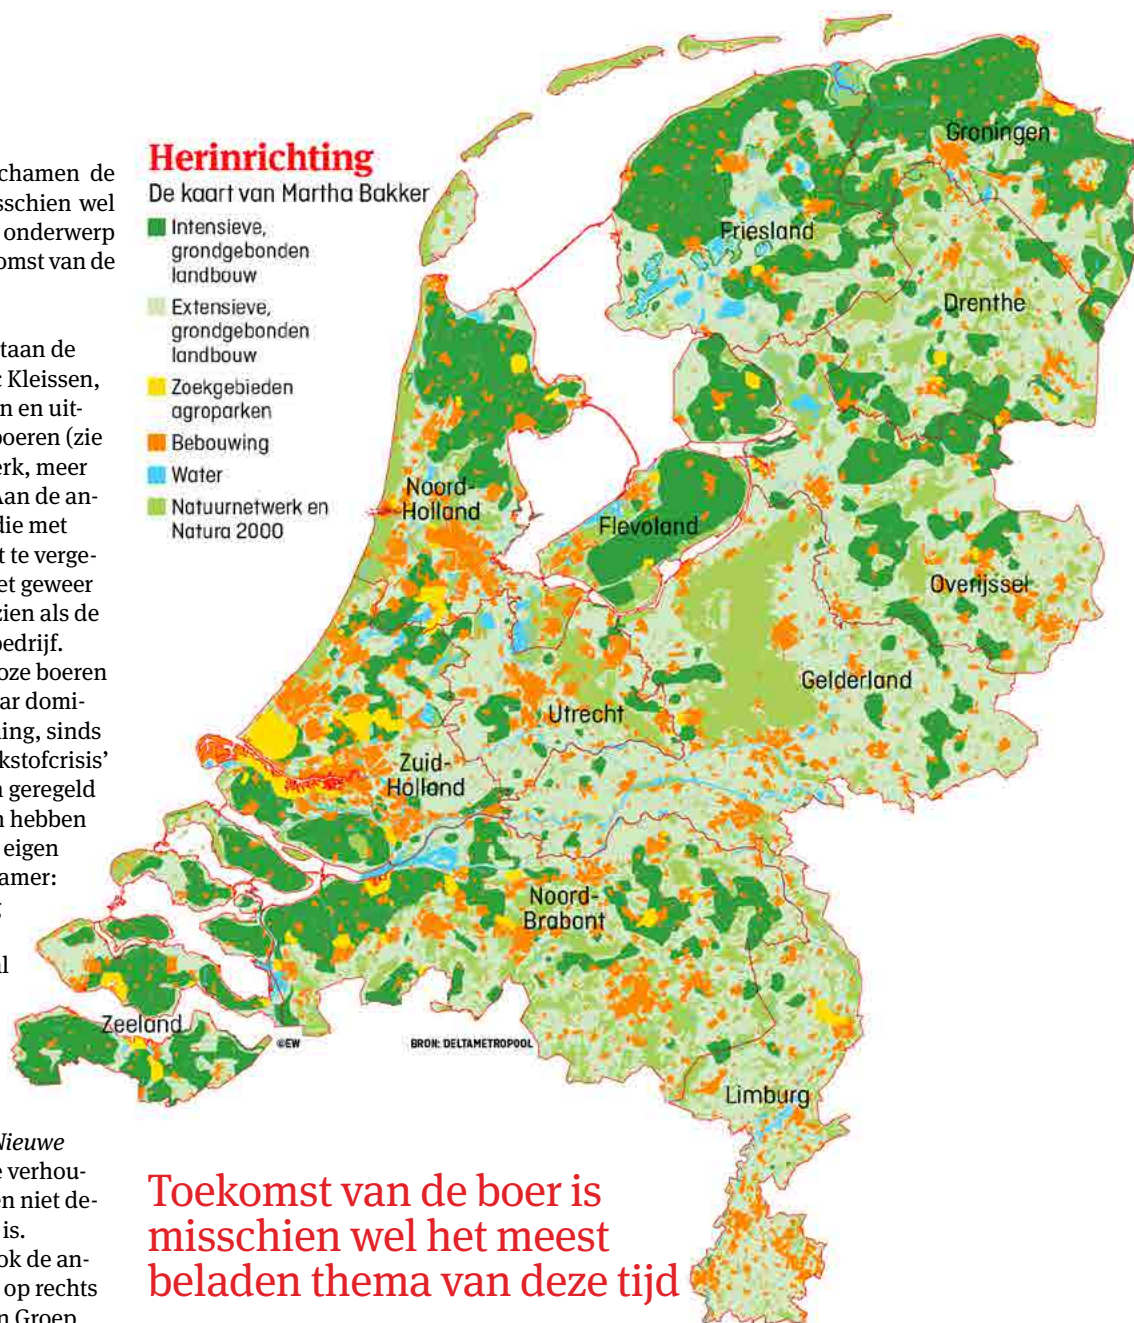 chamen de
sschien wel
onderwerp
omst van de
taan de
Kleissen,
n en uit-
boeren (zie
erk, meer
Aan de an-
die met
t te verge-
et geweer
zien als de
bedrijf.
oze boeren
ar domi-
ling, sinds
kstofcrisis'
n geregeld
n hebben
eigen
amer:
Nieuwe
e verhou-
en niet de-
is.
ok de an-
op rechts
n Groep
Herinrichting
De kaart van Martha Bakker
Intensieve,
grondgebonden
landbouw
Extensieve,
grondgebonden
landbouw
Zoekgebieden
agroparken
Bebouwing
Water
Natuurnetwerk en
Natura 2000
Groningen
Friesland
Drenthe
Noord-
Holland
Flevoland
Overijssel
Gelderland
Utrecht
Zuid-
Holland
Noord-
Brabant
Zeeland
Limburg
©EW
BRON: DELTAMETROPOOL
Toekomst van de boer is
misschien wel het meest
beladen thema van deze tijd